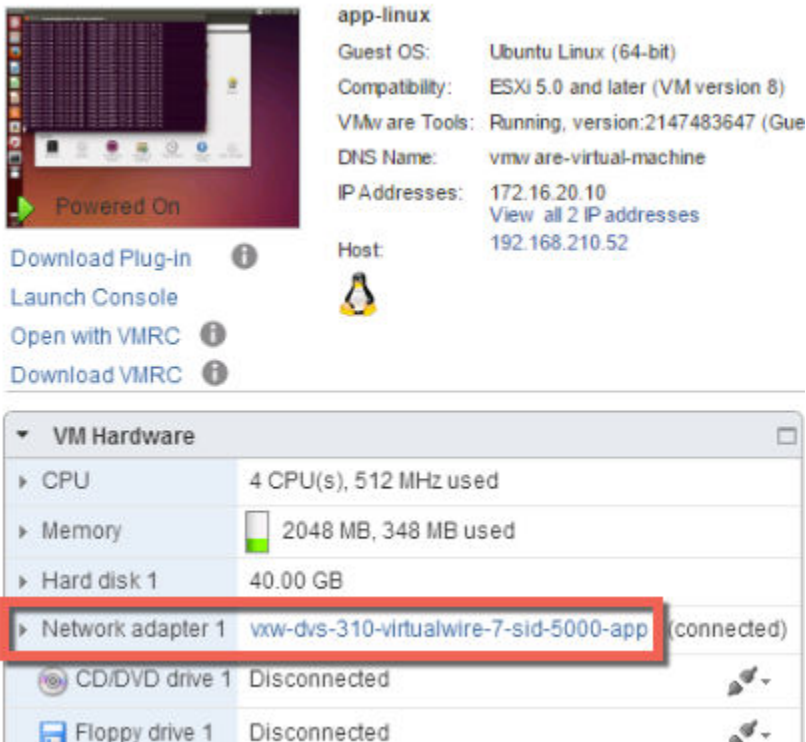 app-linux
Guest OS: Ubuntu Linux (64-bit)
Compatibility: ESXi 5.0 and later (VM version 8)
VMware Tools: Running, version:2147483647 (Gue
DNS Name: vmware-virtual-machine
IP Addresses: 172.16.20.10
View all 2 IP addresses
Host: 192.168.210.52
Powered On
Download Plug-in
Launch Console
Open with VMRC
Download VMRC
VM Hardware
CPU 4 CPU(s), 512 MHz used
Memory 2048 MB, 348 MB used
Hard disk 1 40.00 GB
Network adapter 1 vxw-dvs-310-virtualwire-7-sid-5000-app (connected)
CD/DVD drive 1 Disconnected
Floppy drive 1 Disconnected